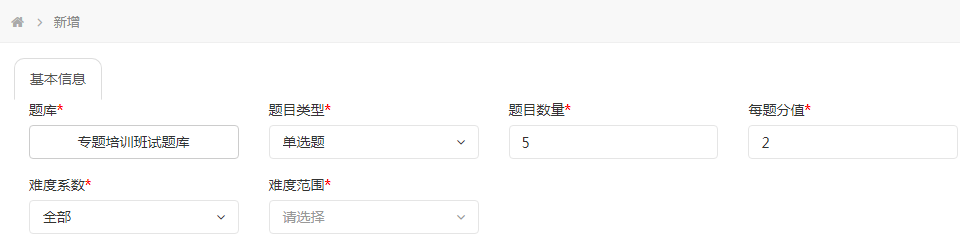 新增
基本信息
题库* 题目类型* 题目数量* 每题分值*
专题培训班试题库 单选题 5 2
难度系数* 难度范围*
全部 请选择